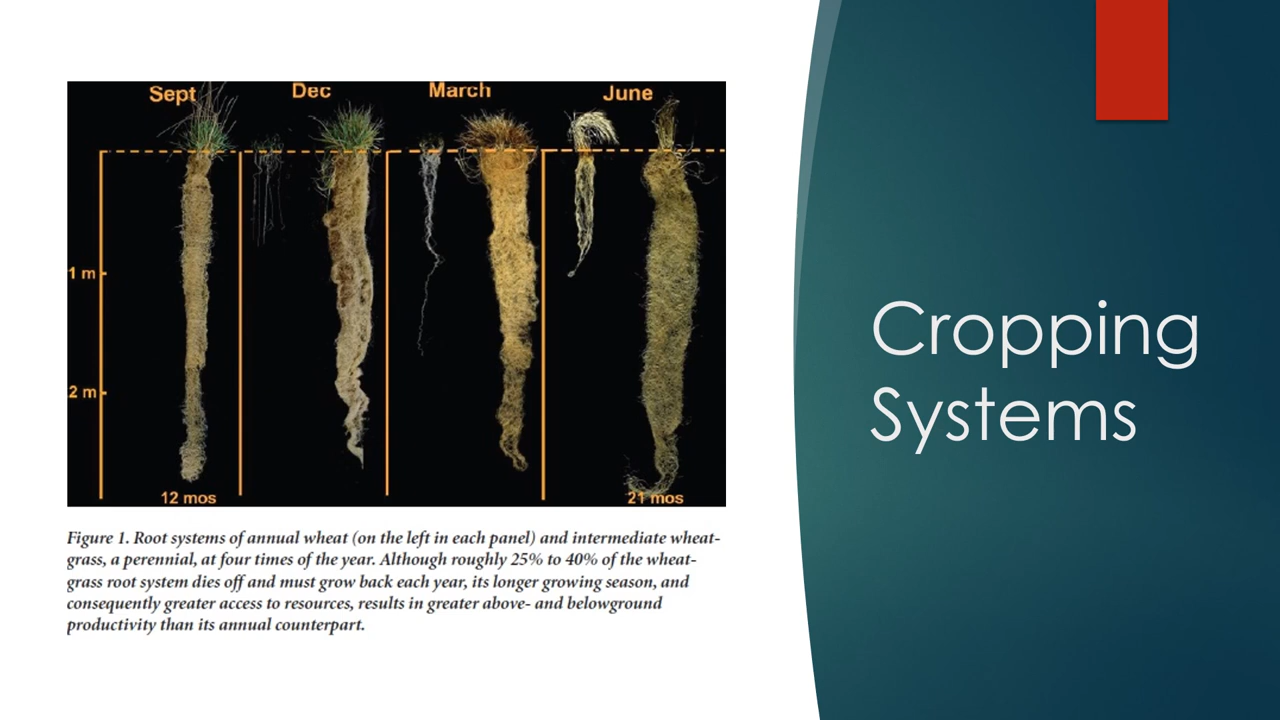 Sept Dec March June
1 m
2 m
12 mos 21 mos
Figure 1. Root systems of annual wheat (on the left in each panel) and intermediate wheat-
grass, a perennial, at four times of the year. Although roughly 25% to 40% of the wheat-
grass root system dies off and must grow back each year, its longer growing season, and
consequently greater access to resources, results in greater above- and belowground
productivity than its annual counterpart.
Cropping
Systems